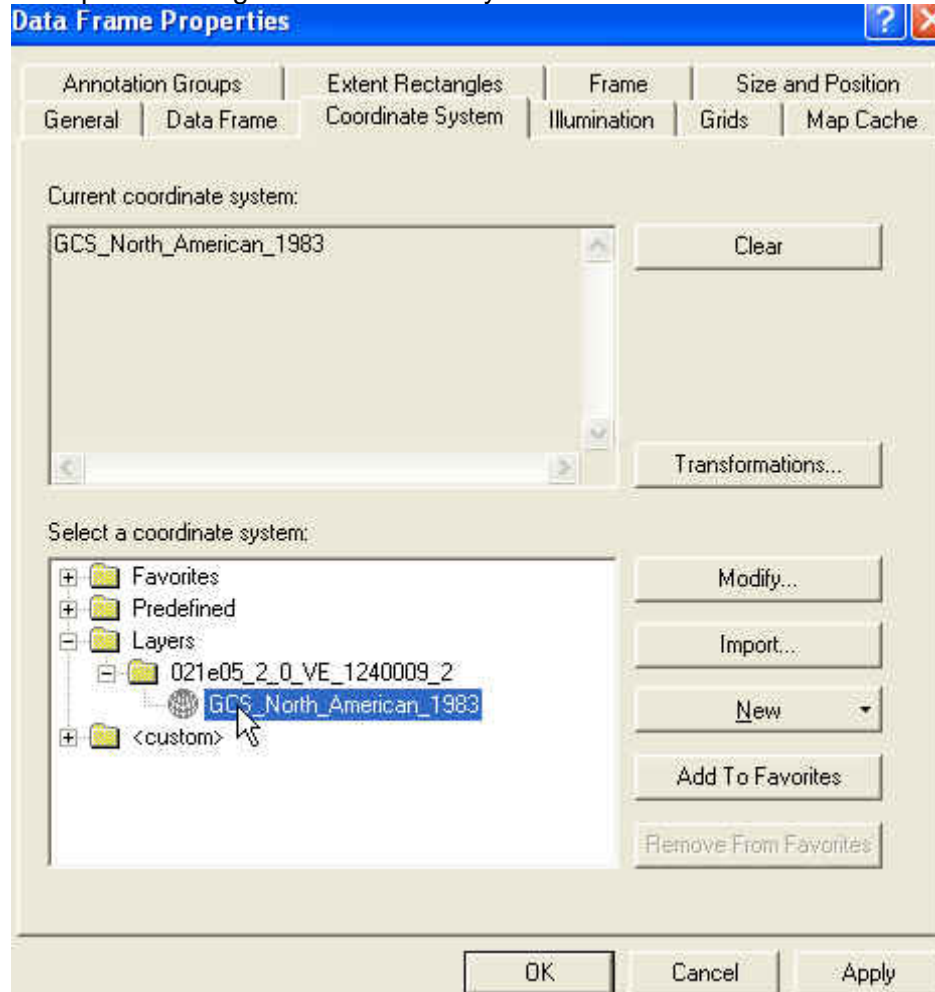 Data Frame Properties
Annotation Groups Extent Rectangles Frame Size and Position
General Data Frame Coordinate System Illumination Grids Map Cache
Current coordinate system:
GCS_North_American_1983
Clear
Transformations...
Select a coordinate system:
Favorites
Predefined
Layers
021e05_2_0_VE_1240009_2
GCS_North_American_1983
<custom>
Modify...
Import...
New
Add To Favorites
Remove From Favorites
OK Cancel Apply